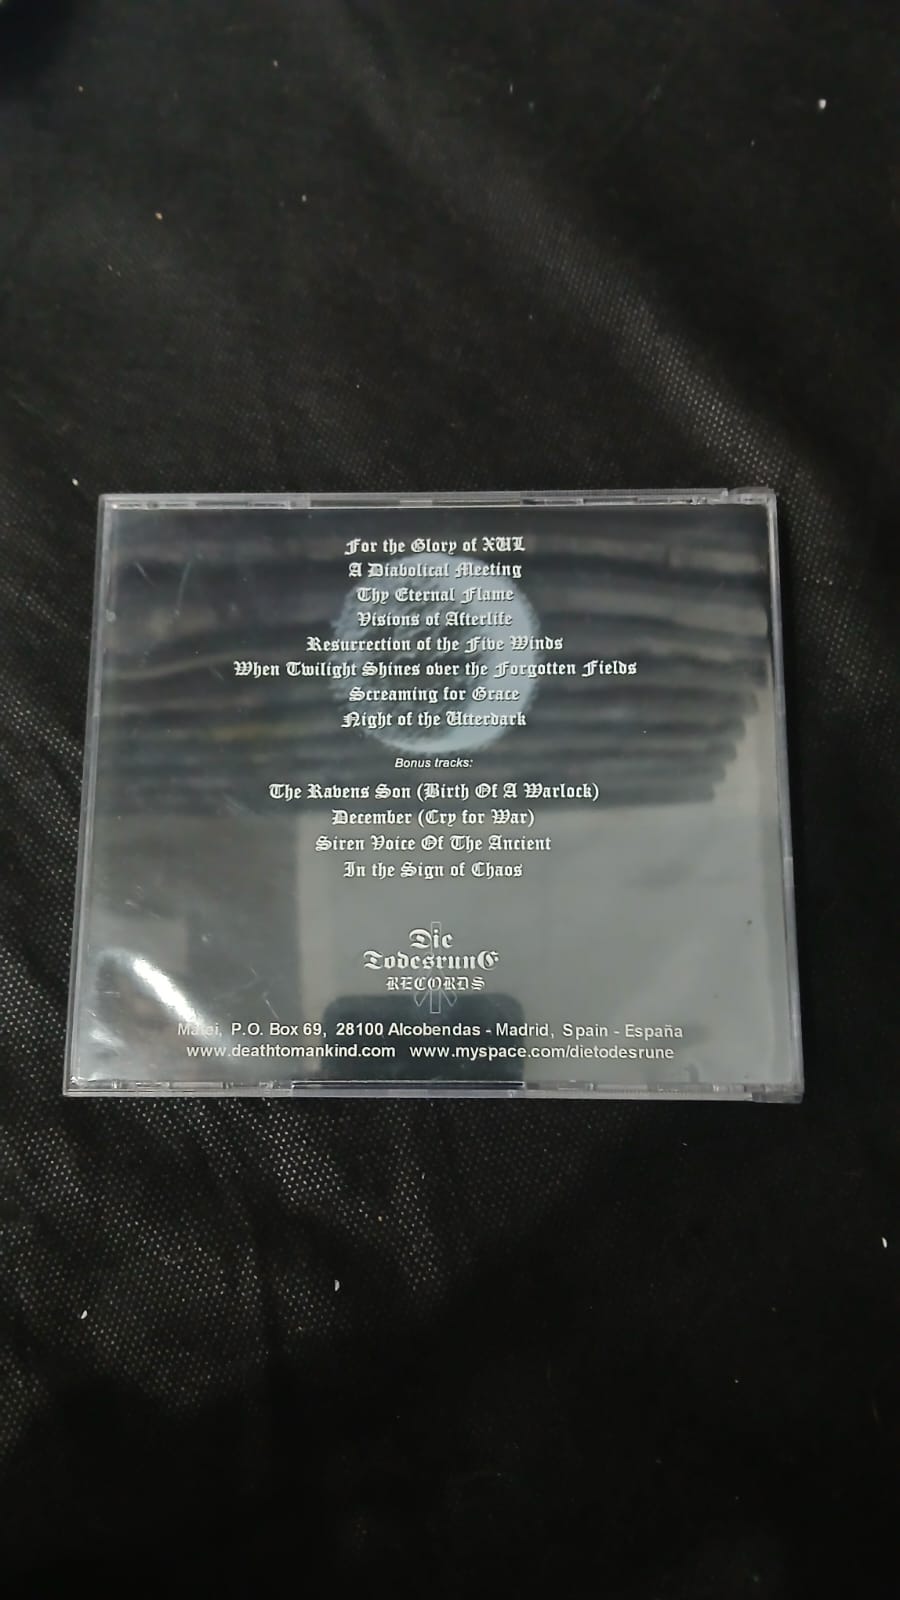 For the Glory of XUL
A Diabolical Meeting
Thy Eternal Flame
Visions of Afterlife
Resurrection of the Five Winds
When Twilight Shines over the Forgotten Fields
Screaming for Grace
Night of the Utterdark
Bonus tracks:
The Ravens Son (Birth Of A Warlock)
December (Cry for War)
Siren Voice Of The Ancient
In the Sign of Chaos
Die
Todesrune
RECORDS
P.O. Box 69, 28100 Alcobendas - Madrid, Spain - España
www.deathtomankind.com www.myspace.com/dietodesrune